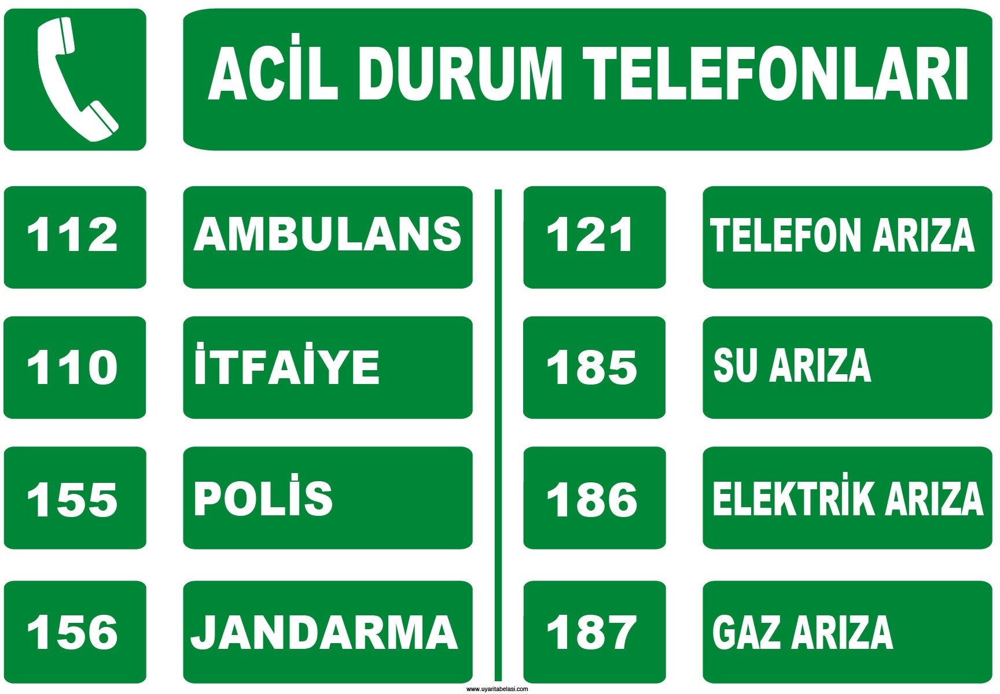 ACİL DURUM TELEFONLARI
112 AMBULANS
110 İTFAİYE
155 POLİS
156 JANDARMA
121 TELEFON ARIZA
185 SU ARIZA
186 ELEKTRİK ARIZA
187 GAZ ARIZA
www.uyaritabelasi.com